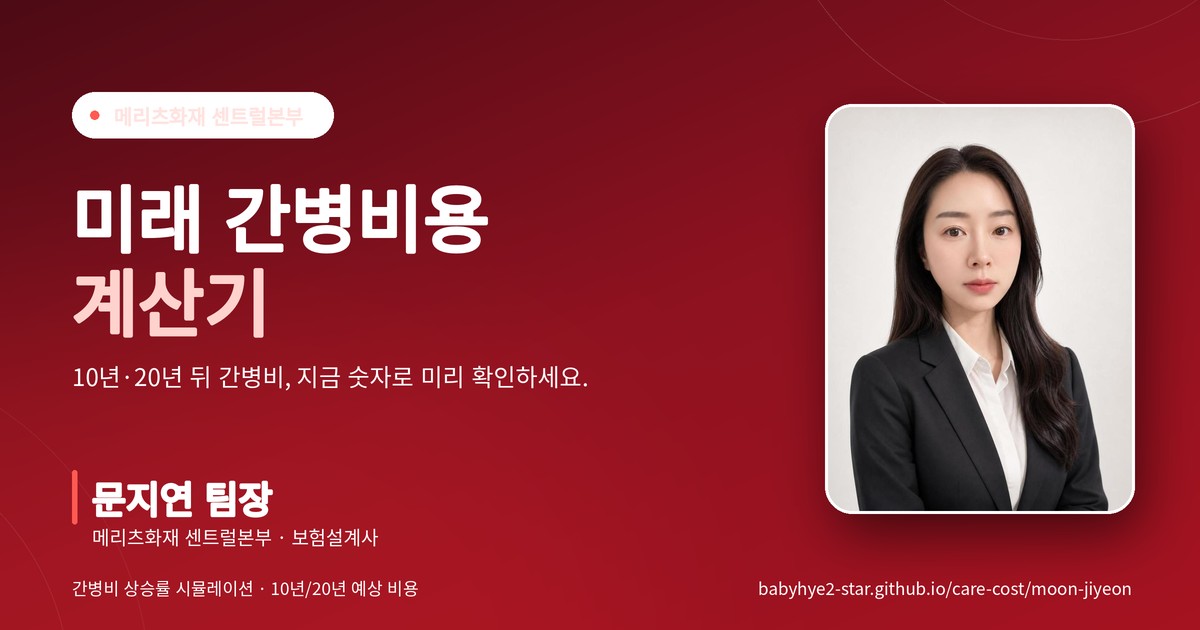 메리츠화재 센트럴본부
미래 간병비용
계산기
10년·20년 뒤 간병비, 지금 숫자로 미리 확인하세요.
문지연 팀장
메리츠화재 센트럴본부 · 보험설계사
간병비 상승률 시뮬레이션 · 10년/20년 예상 비용
babyhye2-star.github.io/care-cost/moon-jiyeon